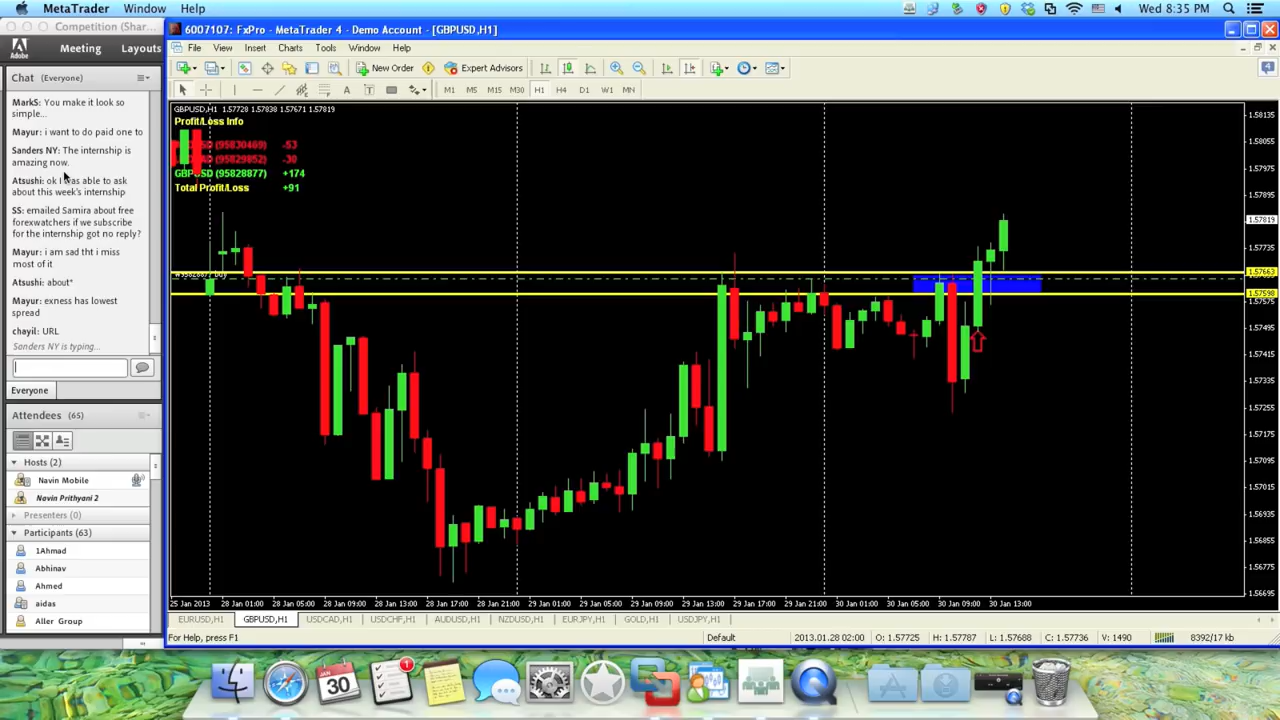 MetaTrader Window Help Wed 8:35 PM
Competition (Shar...
Adobe Meeting Layouts
Chat (Everyone)
MarkS: You make it look so
simple...
Mayur: i want to do paid one to
Sanders NY: The internship is
amazing now.
Atsushi: ok I was able to ask
about this week's internship
SS: emailed Samira about free
forexwatchers if we subscribe
for the internship got no reply?
Mayur: i am sad tht i miss
most of it
Atsushi: about*
Mayur: exness has lowest
spread
chayil: URL
Sanders NY is typing...
Everyone
Attendees (65)
Hosts (2)
Navin Mobile
Navin Prithyani 2
Presenters (0)
Participants (63)
1Ahmad
Abhinav
Ahmed
aidas
Aller Group
6007107: FxPro - MetaTrader 4 - Demo Account - [GBPUSD,H1]
File View Insert Charts Tools Window Help
New Order Expert Advisors
4
A T M1 M5 M15 M30 H1 H4 D1 W1 MN
GBPUSD,H1 1.57728 1.57838 1.57671 1.57819
Profit/Loss Info
(95830469) -53
(95829852) -30
GBPUSD (95828877) +174
Total Profit/Loss +91
1.58135
1.58055
1.57975
1.57895
1.57819
1.57735
1.57663
1.57598
1.57575
1.57495
1.57415
1.57335
1.57255
1.57175
1.57095
1.57015
1.56935
1.56855
1.56775
1.56695
25 Jan 2013 28 Jan 01:00 28 Jan 05:00 28 Jan 09:00 28 Jan 13:00 28 Jan 17:00 28 Jan 21:00 29 Jan 01:00 29 Jan 05:00 29 Jan 09:00 29 Jan 13:00 29 Jan 17:00 29 Jan 21:00 30 Jan 01:00 30 Jan 05:00 30 Jan 09:00 30 Jan 13:00
EURUSD,H1 GBPUSD,H1 USDCAD,H1 USDCHF,H1 AUDUSD,H1 NZDUSD,H1 EURJPY,H1 GOLD,H1 USDJPY,H1
For Help, press F1 Default 2013.01.28 02:00 O: 1.57725 H: 1.57787 L: 1.57688 C: 1.57736 V: 1490 8392/17 kb
JAN
30
1